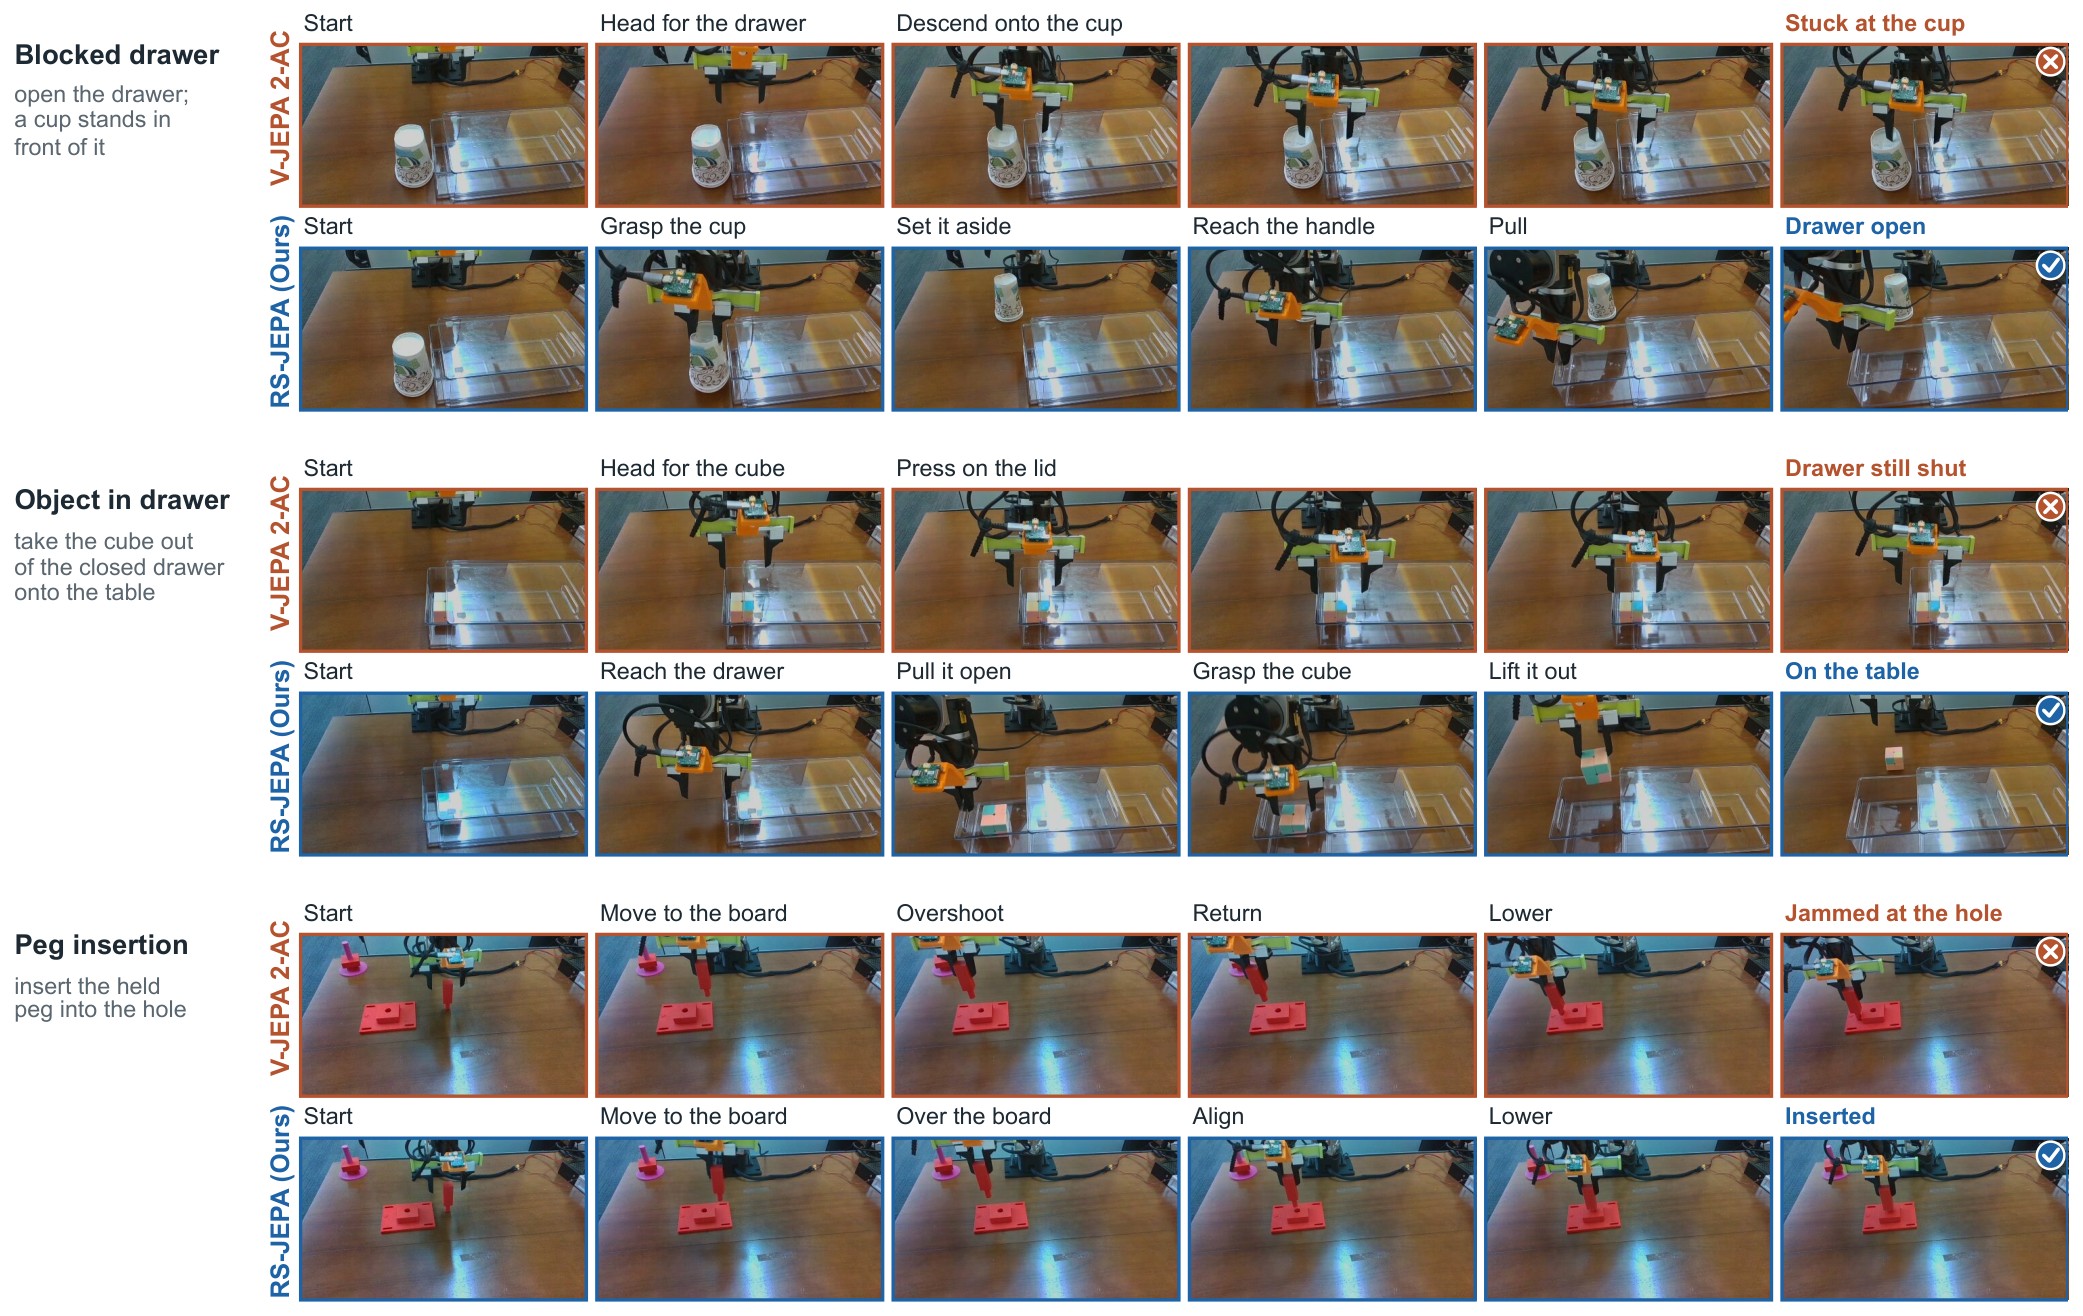 Blocked drawer
open the drawer;
a cup stands in
front of it
V-JEPA 2-AC
Start
Head for the drawer
Descend onto the cup
Stuck at the cup
RS-JEPA (Ours)
Start
Grasp the cup
Set it aside
Reach the handle
Pull
Drawer open
Object in drawer
take the cube out
of the closed drawer
onto the table
V-JEPA 2-AC
Start
Head for the cube
Press on the lid
Drawer still shut
RS-JEPA (Ours)
Start
Reach the drawer
Pull it open
Grasp the cube
Lift it out
On the table
Peg insertion
insert the held
peg into the hole
V-JEPA 2-AC
Start
Move to the board
Overshoot
Return
Lower
Jammed at the hole
RS-JEPA (Ours)
Start
Move to the board
Over the board
Align
Lower
Inserted